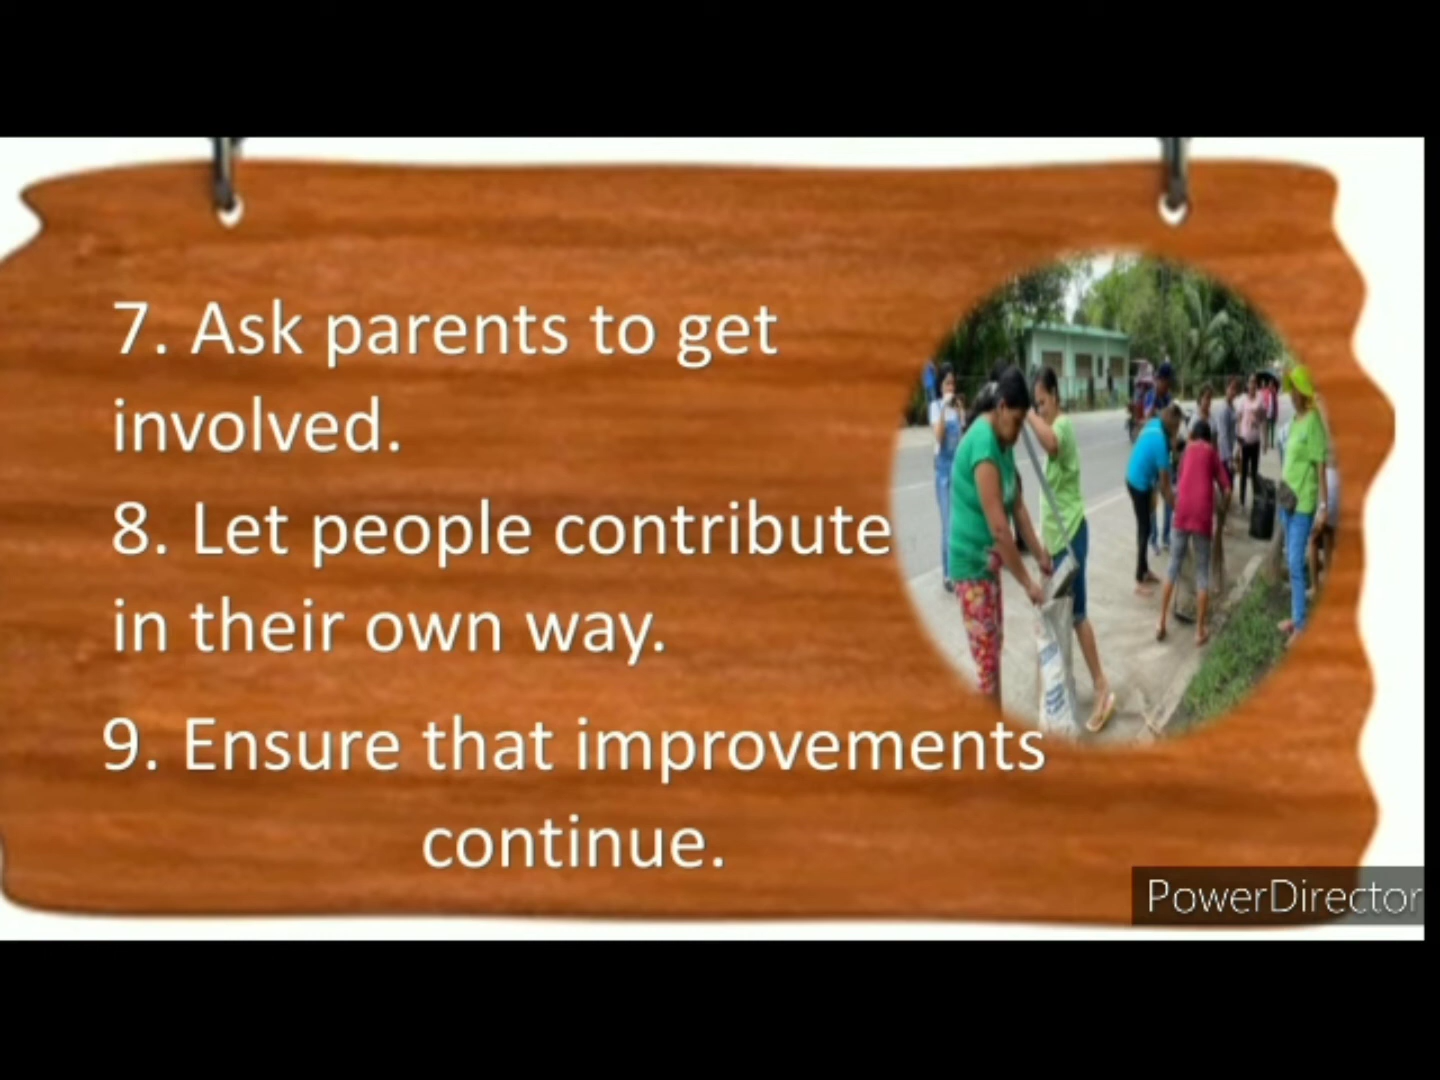 7. Ask parents to get
involved.
8. Let people contribute
in their own way.
9. Ensure that improvements
continue.
PowerDirector